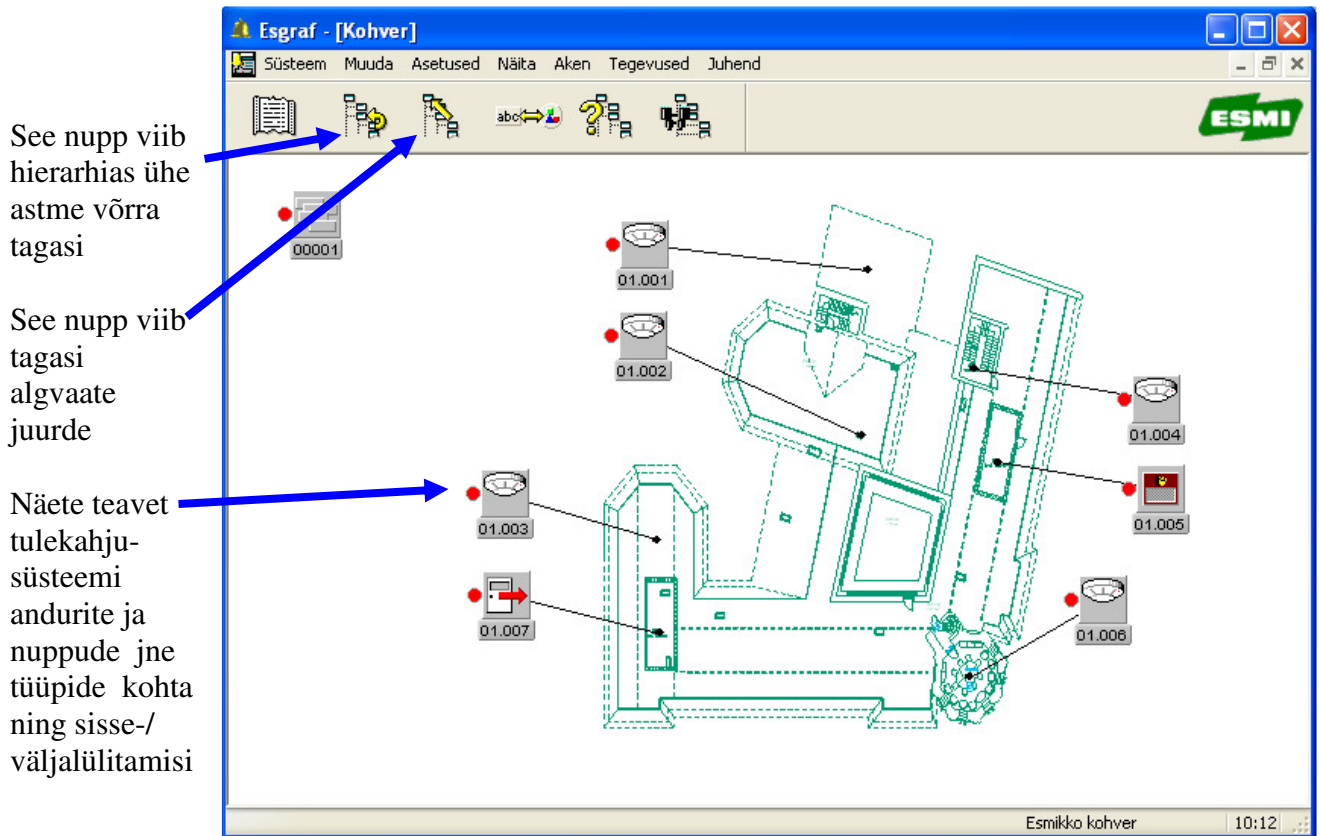 Esgraf - [Kohver]
Süsteem Muuda Asetused Näita Aken Tegevused Juhend
abc
ESMI
See nupp viib
hierarhias ühe
astme võrra
tagasi
See nupp viib
tagasi
algvaate
juurde
Näete teavet
tulekahju-
süsteemi
andurite ja
nuppude jne
tüüpide kohta
ning sisse-/
väljalülitamisi
00001
01.001
01.002
01.004
01.003
01.005
01.007
01.006
Esmikko kohver 10:12